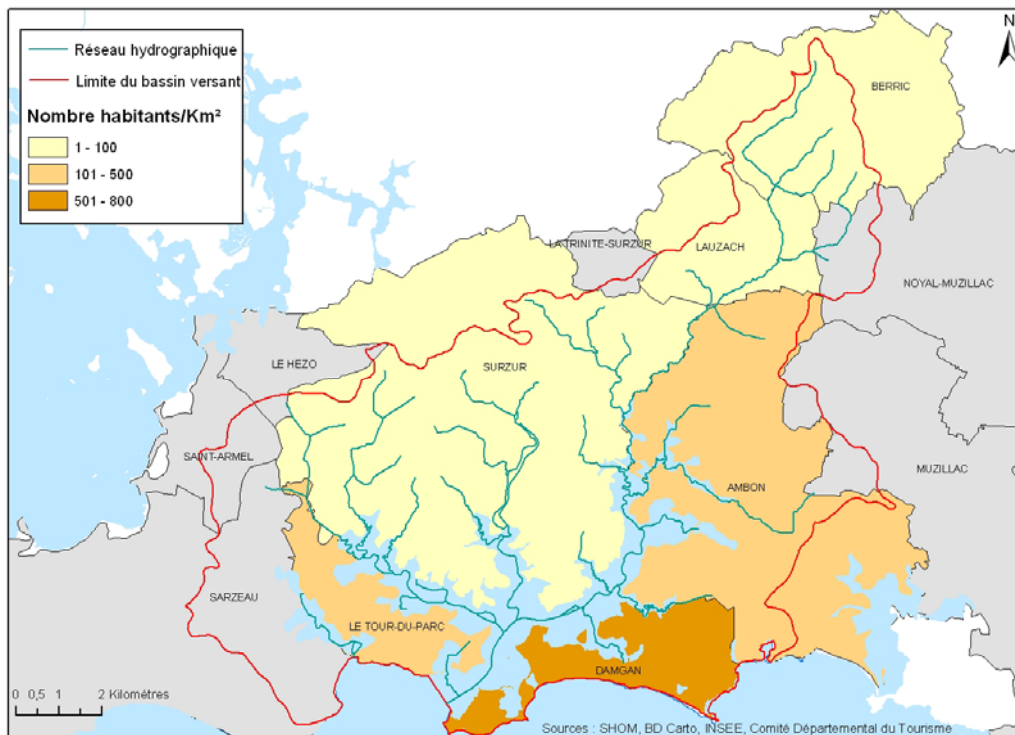 N
Réseau hydrographique
Limite du bassin versant
Nombre habitants/Km²
1 - 100
101 - 500
501 - 800
BERRIC
LA TRINITE-SURZUR
LAUZACH
NOYAL-MUZILLAC
LE HEZO
SURZUR
SAINT-ARMEL
MUZILLAC
AMBON
SARZEAU
LE TOUR-DU-PARC
DAMGAN
0 0,5 1 2 Kilomètres
Sources : SHOM, BD Carto, INSEE, Comité Départemental du Tourisme